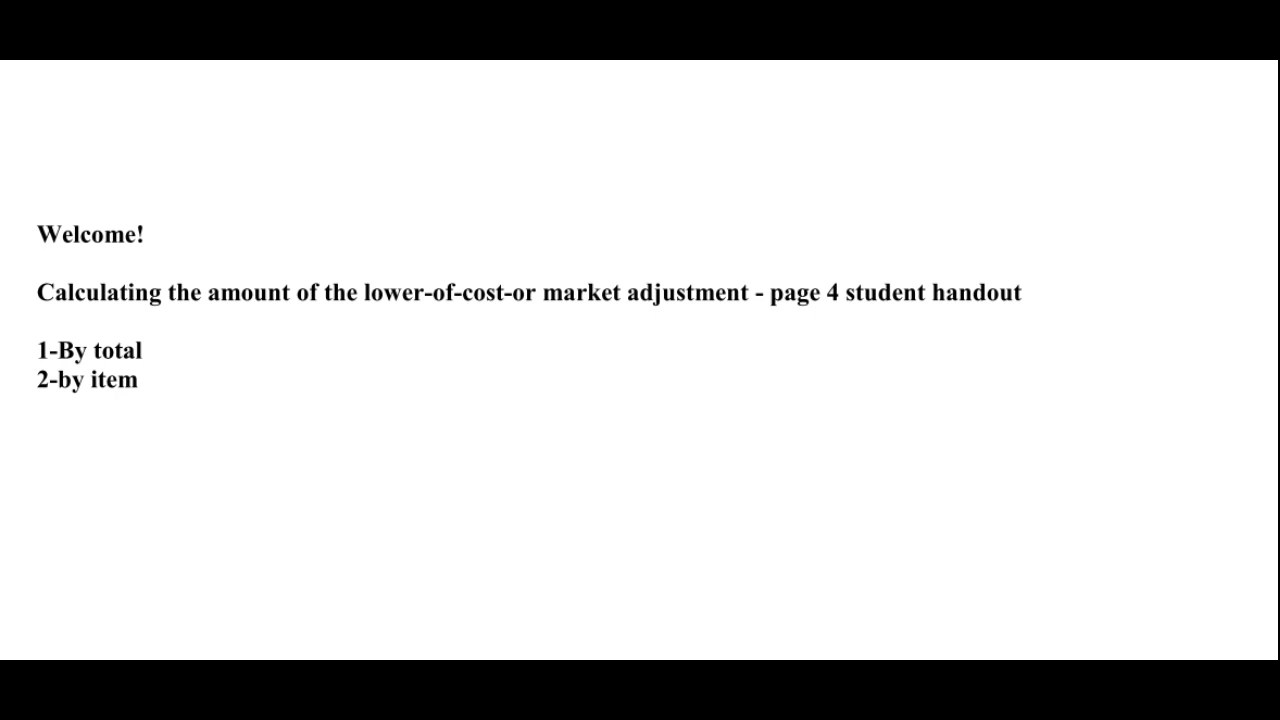 Welcome!
Calculating the amount of the lower-of-cost-or market adjustment - page 4 student handout
1-By total
2-by item